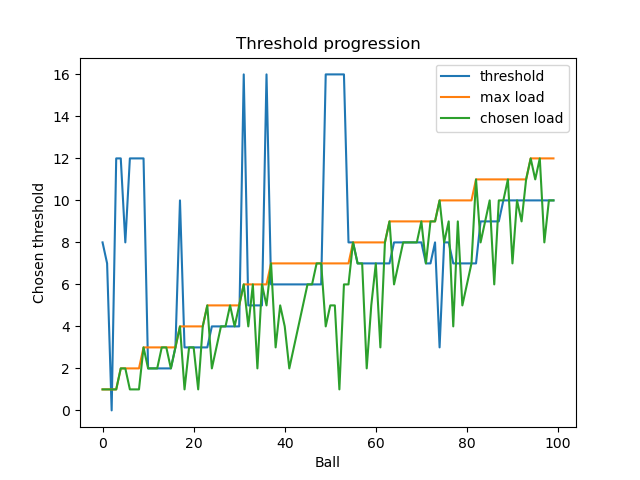 Threshold progression
threshold
max load
chosen load
16
14
12
10
8
6
4
2
0
Chosen threshold
0 20 40 60 80 100
Ball